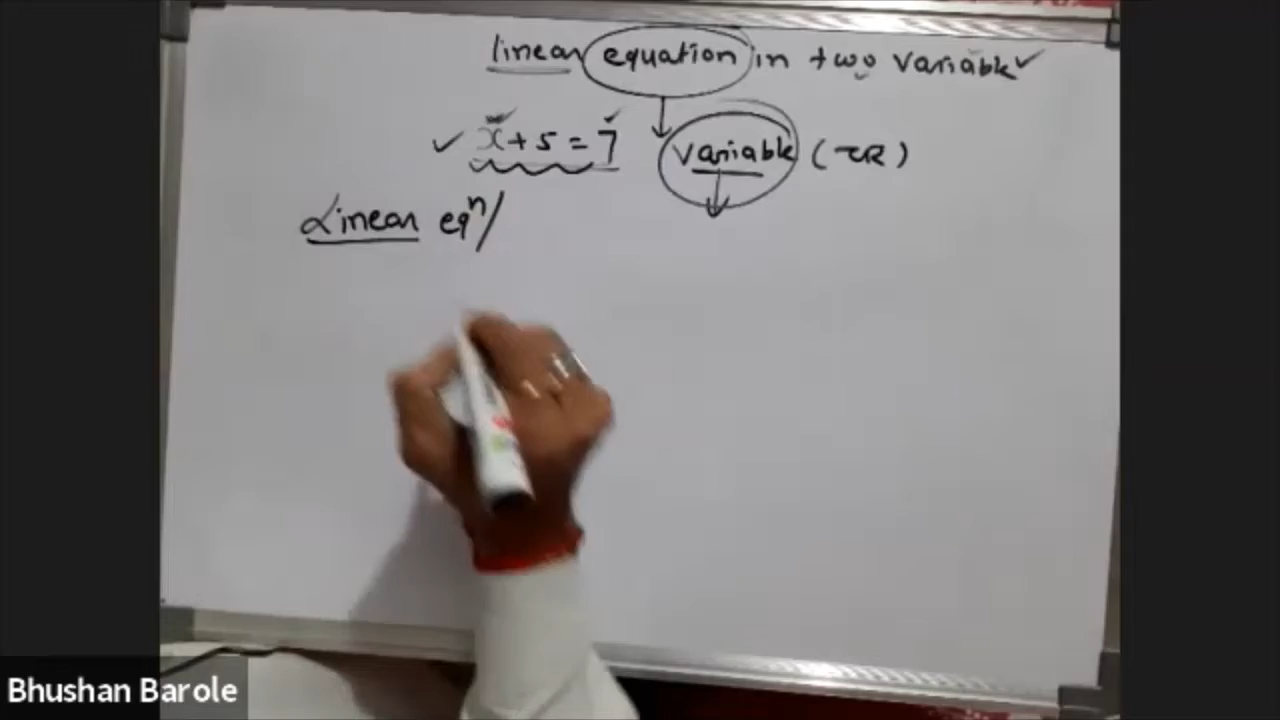 linear equation in two variable ✓
✓ x + 5 = 7 variable
Linear eqⁿ/
Bhushan Barole